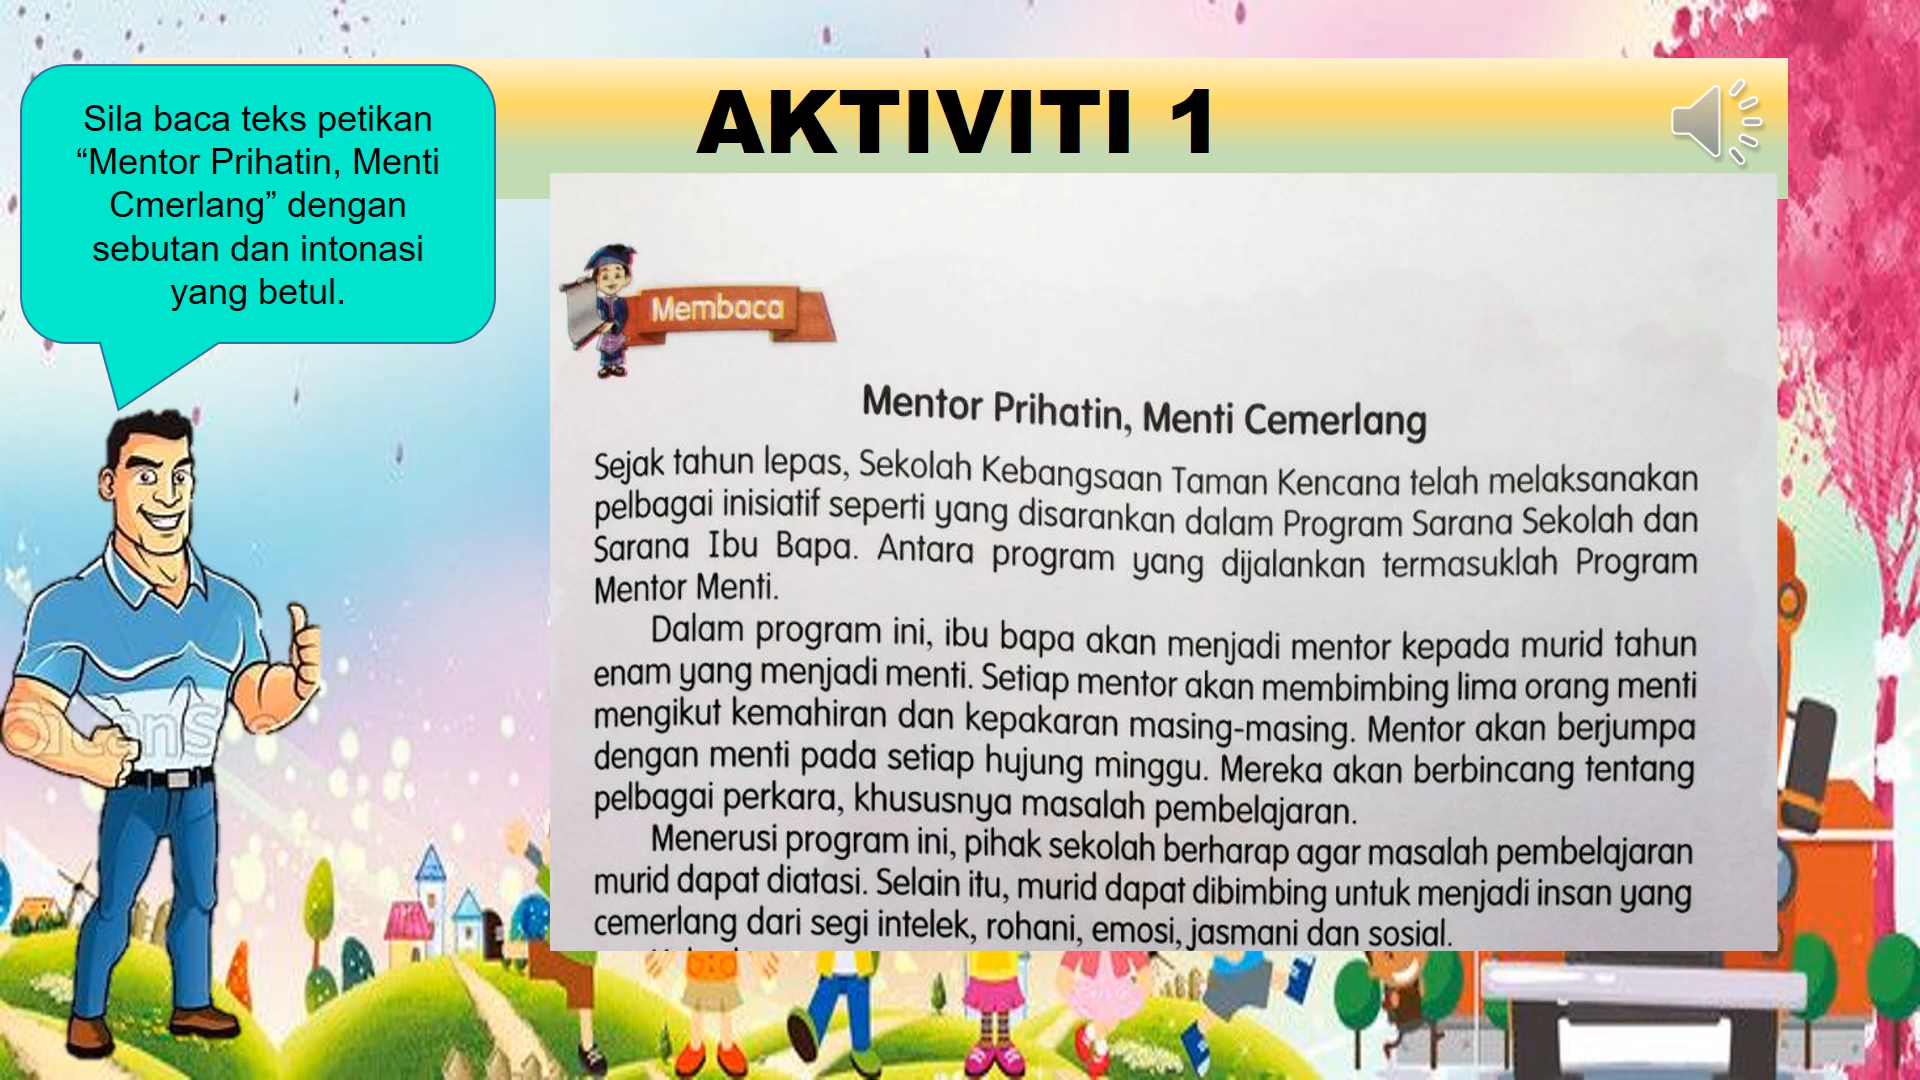 AKTIVITI 1
Sila baca teks petikan
“Mentor Prihatin, Menti
Cmerlang” dengan
sebutan dan intonasi
yang betul.
Membaca
Mentor Prihatin, Menti Cemerlang
Sejak tahun lepas, Sekolah Kebangsaan Taman Kencana telah melaksanakan
pelbagai inisiatif seperti yang disarankan dalam Program Sarana Sekolah dan
Sarana Ibu Bapa. Antara program yang dijalankan termasuklah Program
Mentor Menti.
Dalam program ini, ibu bapa akan menjadi mentor kepada murid tahun
enam yang menjadi menti. Setiap mentor akan membimbing lima orang menti
mengikut kemahiran dan kepakaran masing-masing. Mentor akan berjumpa
dengan menti pada setiap hujung minggu. Mereka akan berbincang tentang
pelbagai perkara, khususnya masalah pembelajaran.
Menerusi program ini, pihak sekolah berharap agar masalah pembelajaran
murid dapat diatasi. Selain itu, murid dapat dibimbing untuk menjadi insan yang
cemerlang dari segi intelek, rohani, emosi, jasmani dan sosial.